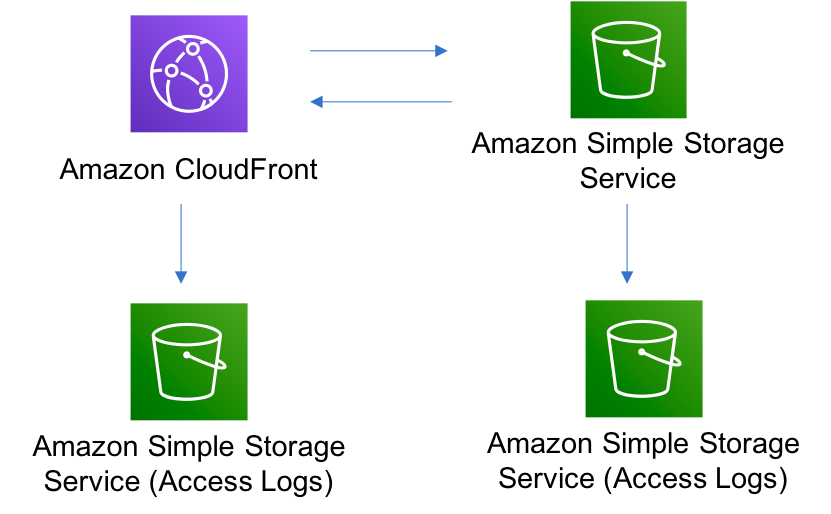 Amazon CloudFront
Amazon Simple Storage
Service
Amazon Simple Storage
Service (Access Logs)
Amazon Simple Storage
Service (Access Logs)